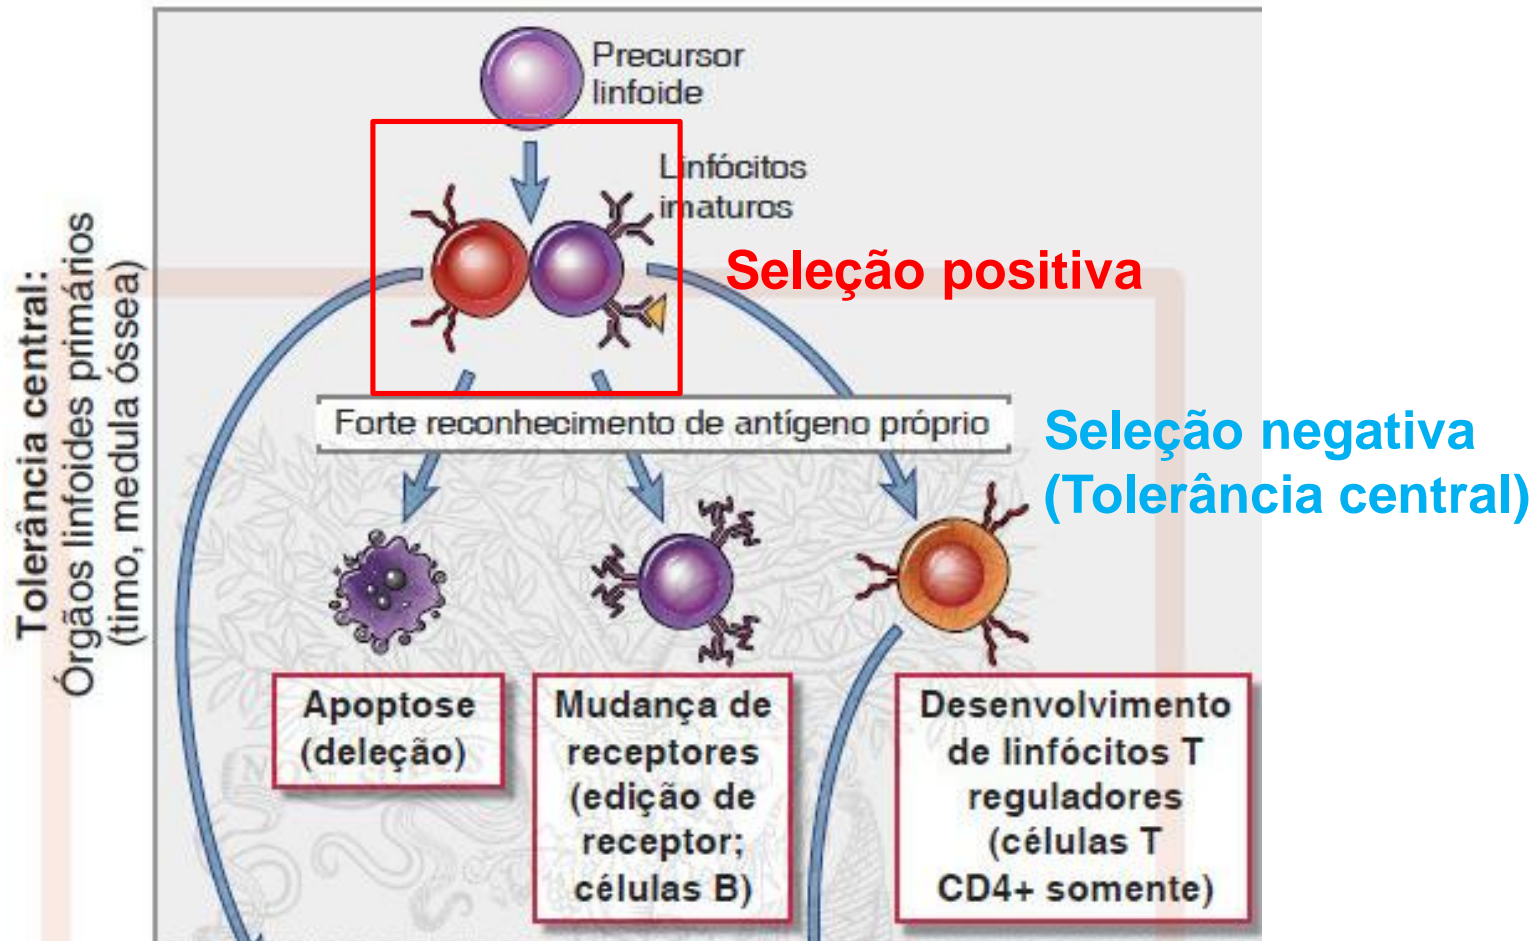 Precursor
linfoide
Linfócitos
imaturos
Seleção positiva
Tolerância central:
Órgãos linfoides primários
(timo, medula óssea)
Forte reconhecimento de antígeno próprio
Seleção negativa
(Tolerância central)
Apoptose
(deleção)
Mudança de
receptores
(edição de
receptor;
células B)
Desenvolvimento
de linfócitos T
reguladores
(células T
CD4+ somente)